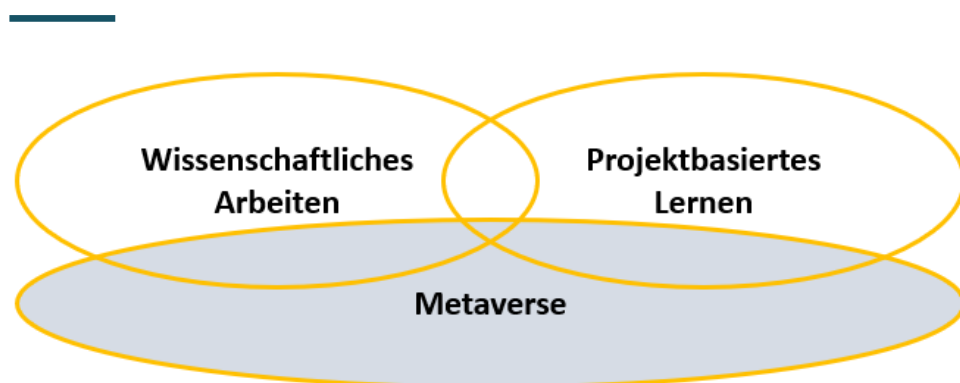 Wissenschaftliches
Arbeiten
Projektbasiertes
Lernen
Metaverse